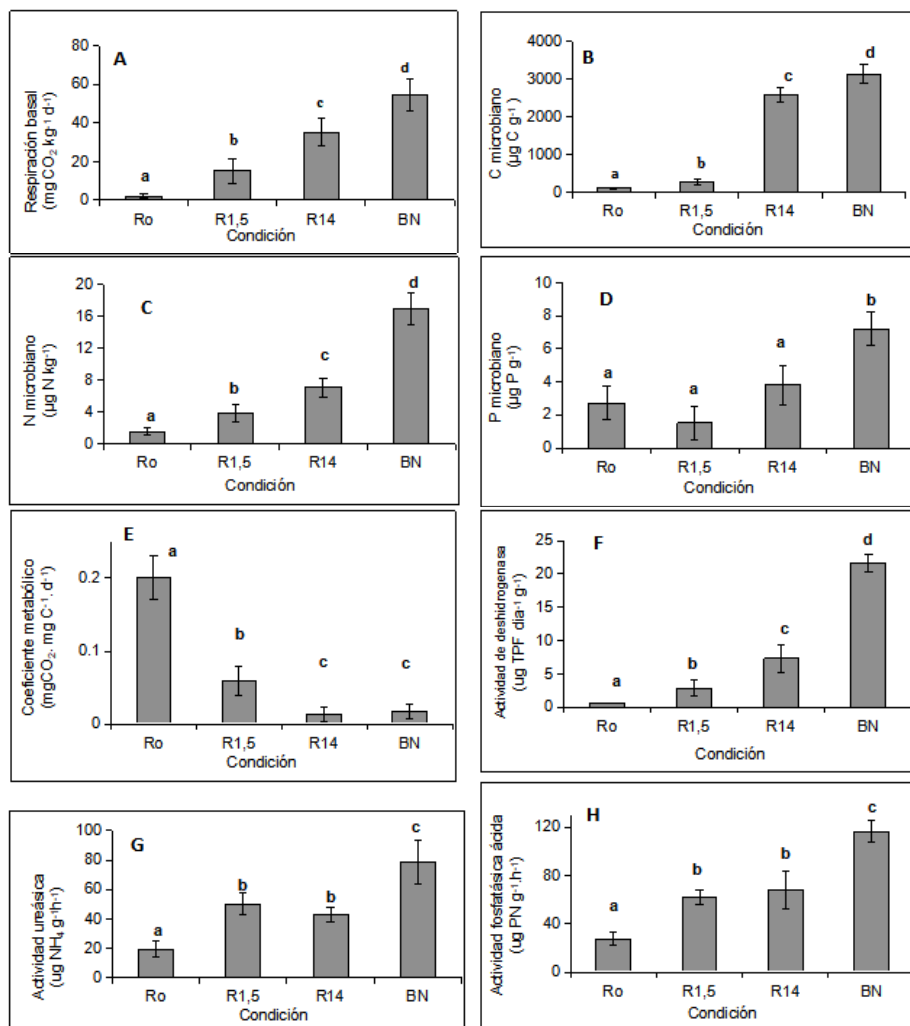 A
Respiración basal
(mg CO₂ kg⁻¹ d⁻¹)
80
60
40
20
0
a
b
c
d
Ro
R1,5
R14
BN
Condición
B
C microbiano
(µg C g⁻¹)
4000
3000
2000
1000
0
a
b
c
d
Ro
R1,5
R14
BN
Condición
C
N microbiano
(µg N kg⁻¹)
20
16
12
8
4
0
a
b
c
d
Ro
R1,5
R14
BN
Condición
D
P microbiano
(µg P g⁻¹)
10
8
6
4
2
0
a
a
a
b
Ro
R1,5
R14
BN
Condición
E
Coeficiente metabólico
(mgCO₂· mg C⁻¹. d⁻¹)
0.2
0.1
0
a
b
c
c
Ro
R1,5
R14
BN
Condición
F
Actividad de deshidrogenasa
(ug TPF dia⁻¹ g⁻¹)
25
20
15
10
5
0
a
b
c
d
Ro
R1,5
R14
BN
Condición
G
Actividad ureásica
(ug NH₄ g⁻¹h⁻¹)
100
80
60
40
20
0
a
b
b
c
Ro
R1,5
R14
BN
Condición
H
Actividad fosfatásica ácida
(ug PN g⁻¹.h⁻¹)
120
80
40
0
a
b
b
c
Ro
R1,5
R14
BN
Condición